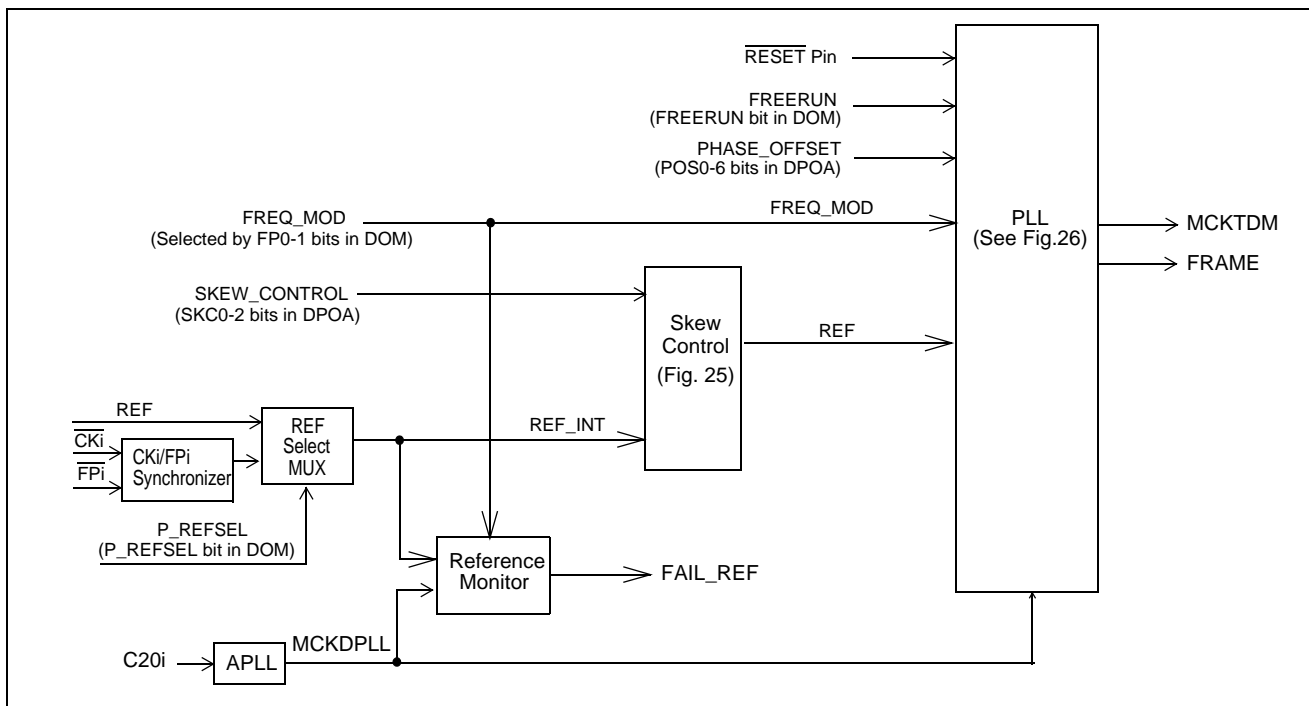 RESET Pin
FREERUN
(FREERUN bit in DOM)
PHASE_OFFSET
(POS0-6 bits in DPOA)
FREQ_MOD
(Selected by FP0-1 bits in DOM)
FREQ_MOD
PLL
(See Fig.26)
MCKTDM
FRAME
SKEW_CONTROL
(SKC0-2 bits in DPOA)
Skew
Control
(Fig. 25)
REF
REF
CKi
FPi
CKi/FPi
Synchronizer
REF
Select
MUX
REF_INT
P_REFSEL
(P_REFSEL bit in DOM)
Reference
Monitor
FAIL_REF
C20i
APLL
MCKDPLL